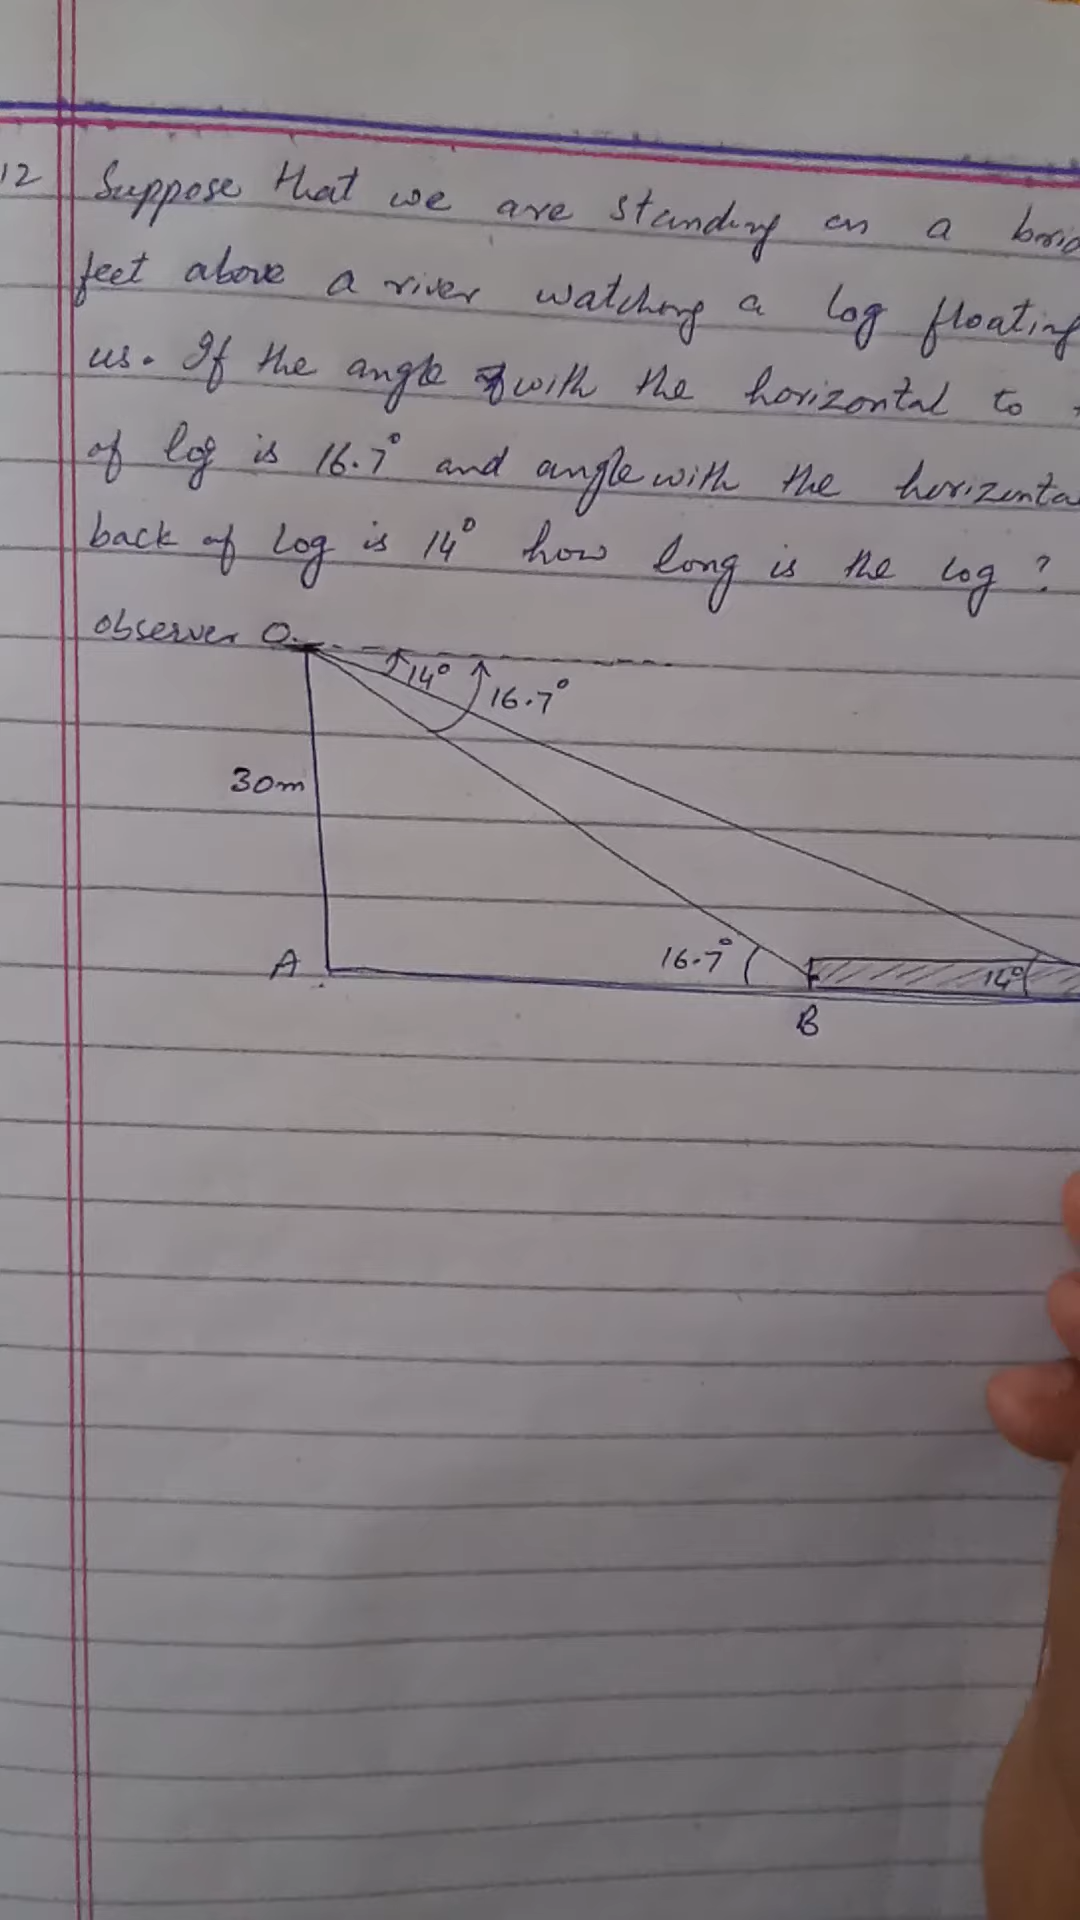 12 Suppose that we are standing on a
feet above a river watching a log floating
us. If the angle with the horizontal to
of log is 16.7° and angle with the
back of log is 14° how long is the log ?
observer O
14°
16.7°
30m
A
16.7°
14°
B